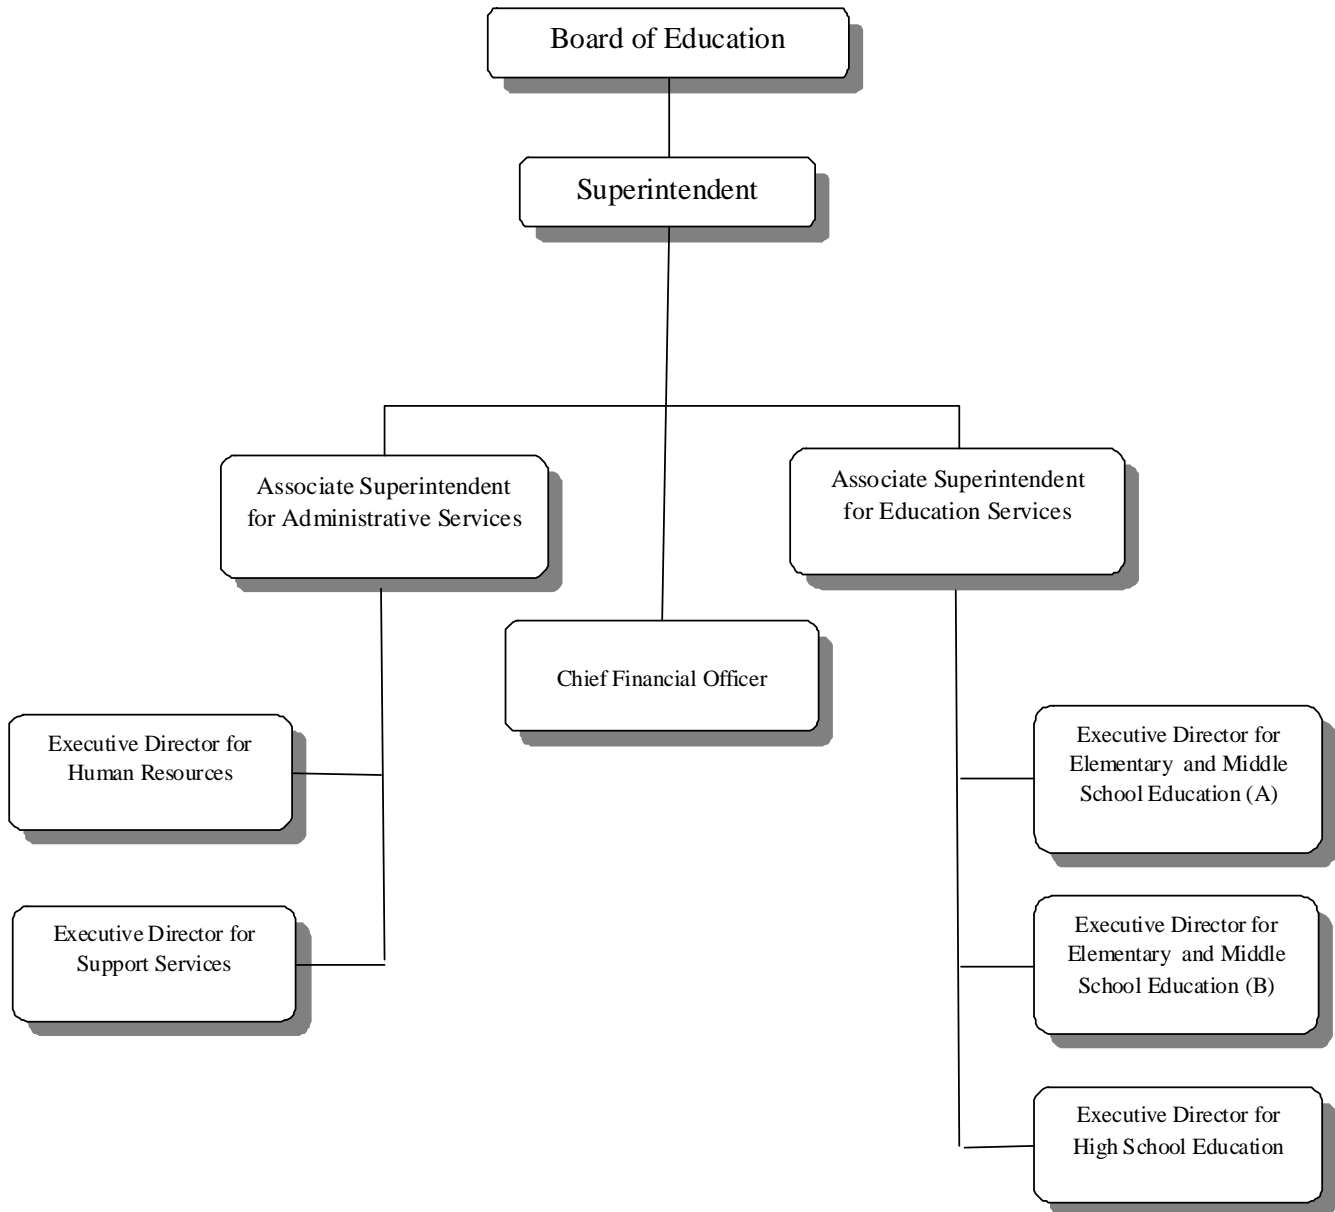 Board of Education
Superintendent
Associate Superintendent
for Administrative Services
Associate Superintendent
for Education Services
Chief Financial Officer
Executive Director for
Human Resources
Executive Director for
Support Services
Executive Director for
Elementary and Middle
School Education (A)
Executive Director for
Elementary and Middle
School Education (B)
Executive Director for
High School Education